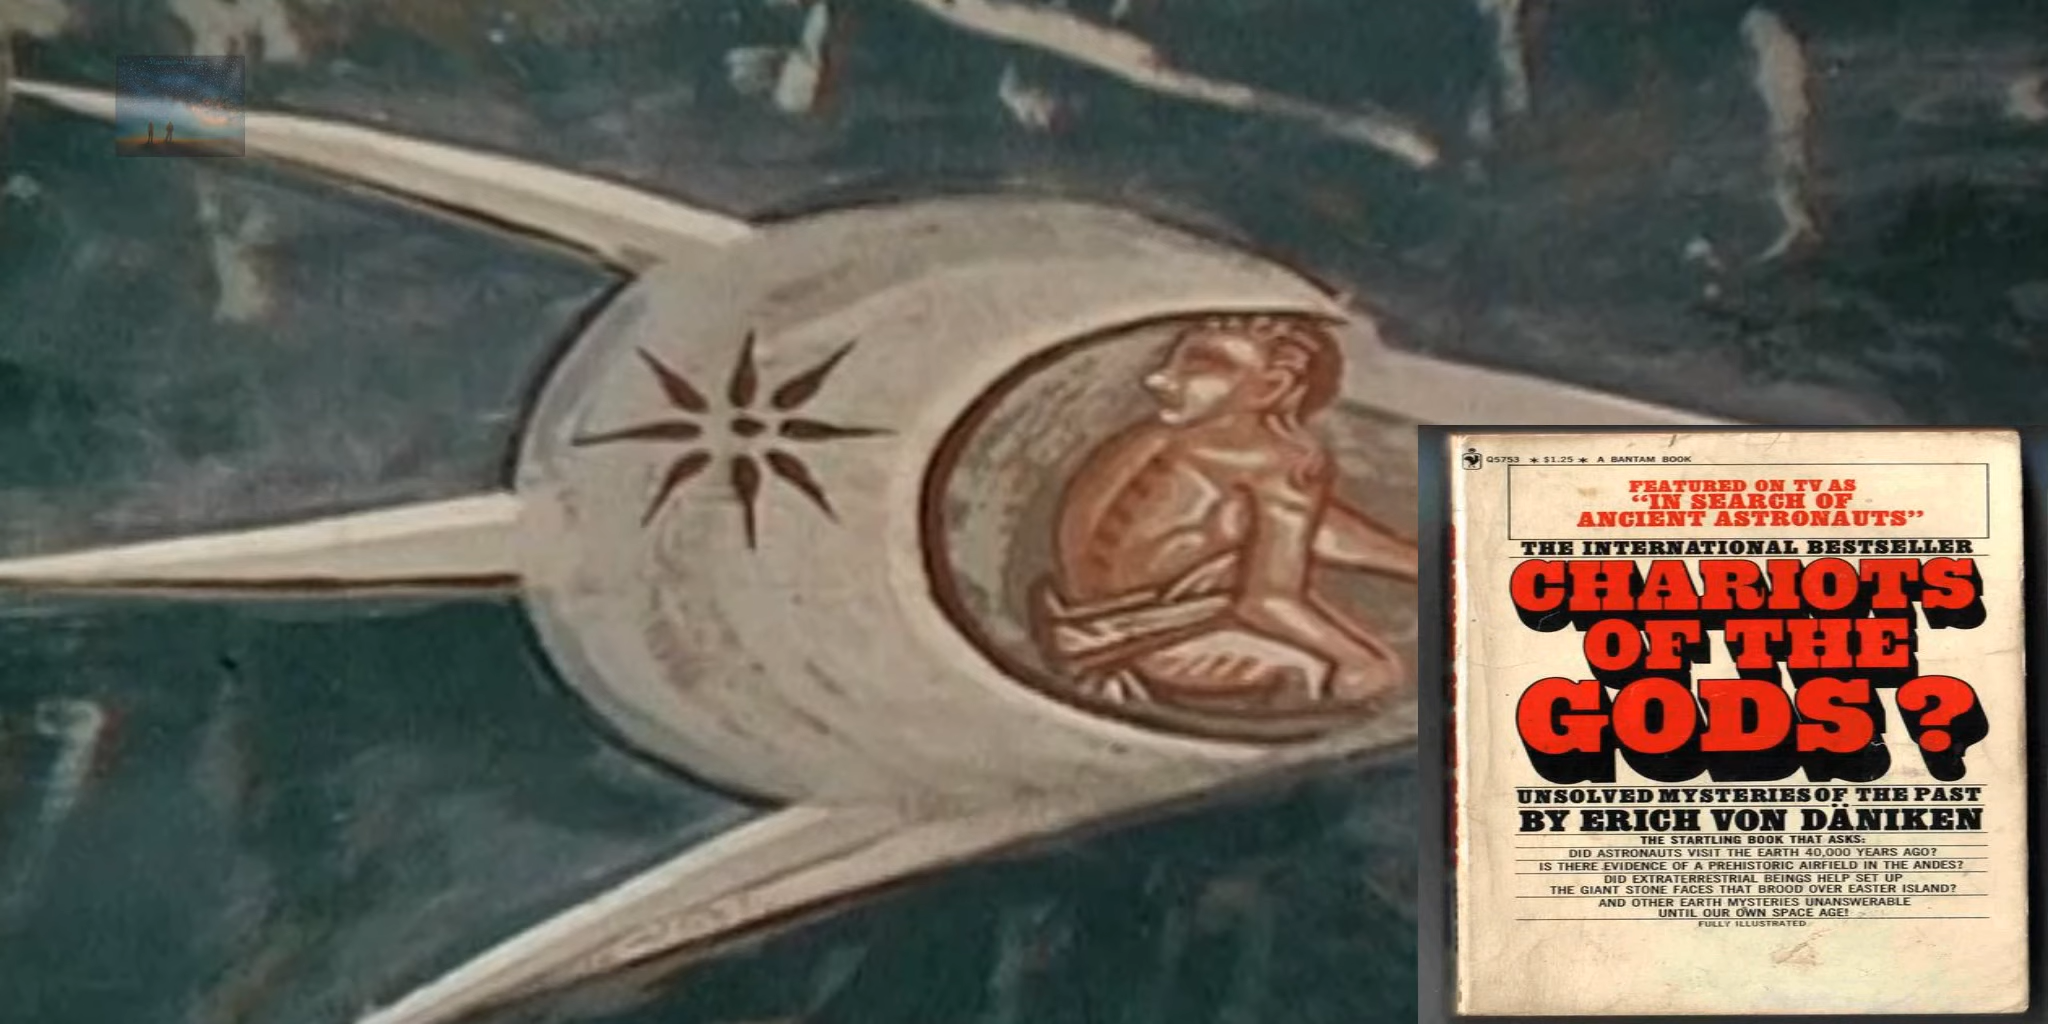 Q5753 * $1.25 * A BANTAM BOOK
FEATURED ON TV AS
"IN SEARCH OF
ANCIENT ASTRONAUTS"
THE INTERNATIONAL BESTSELLER
CHARIOTS
OF THE
GODS?
UNSOLVED MYSTERIES OF THE PAST
BY ERICH VON DÄNIKEN
THE STARTLING BOOK THAT ASKS:
DID ASTRONAUTS VISIT THE EARTH 40,000 YEARS AGO?
IS THERE EVIDENCE OF A PREHISTORIC AIRFIELD IN THE ANDES?
DID EXTRATERRESTRIAL BEINGS HELP SET UP
THE GIANT STONE FACES THAT BROOD OVER EASTER ISLAND?
AND OTHER EARTH MYSTERIES UNANSWERABLE
UNTIL OUR OWN SPACE AGE!
FULLY ILLUSTRATED